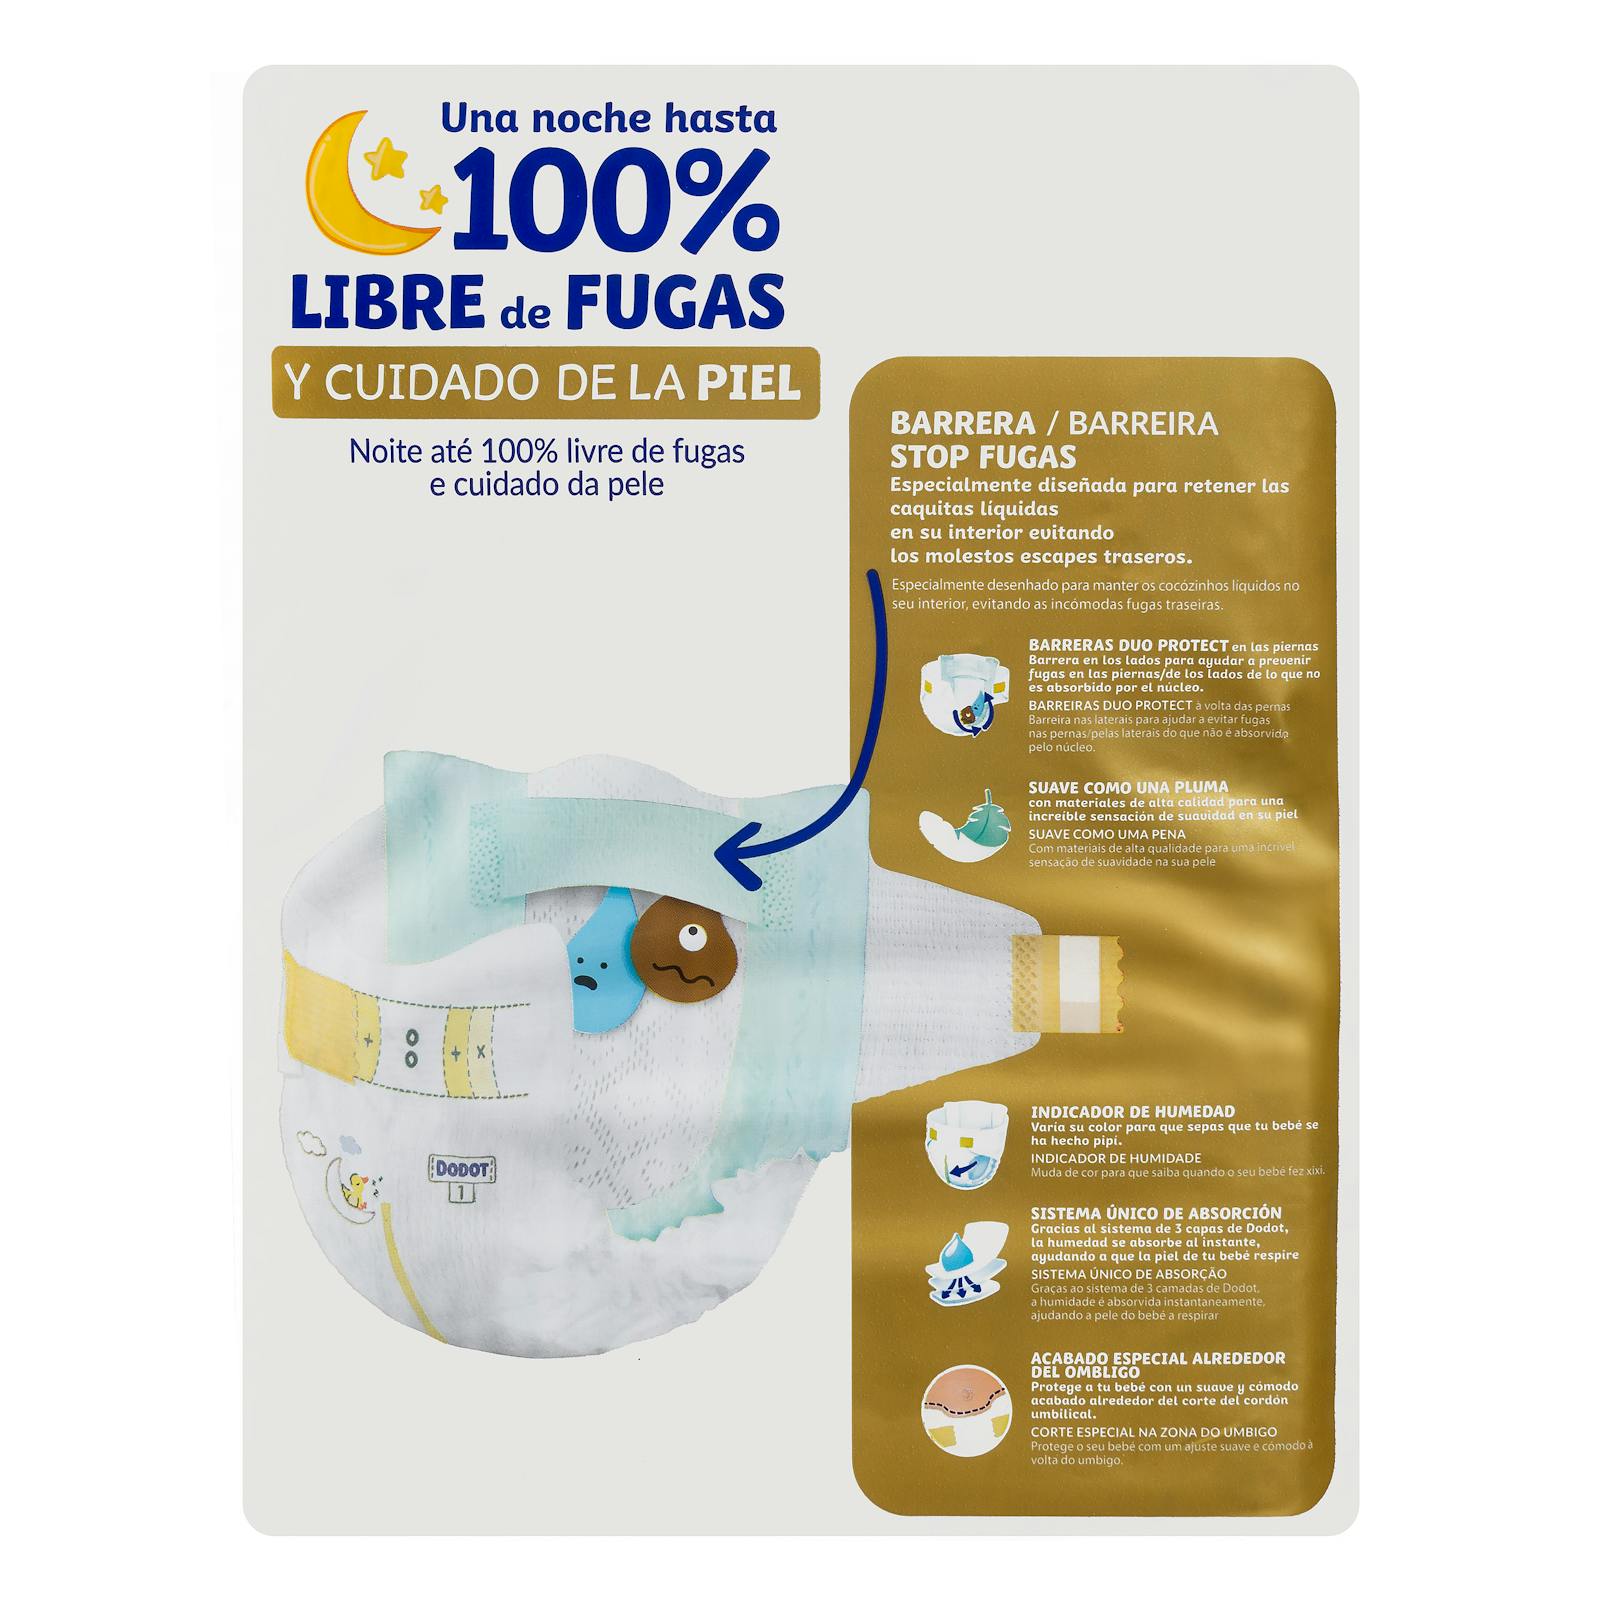 Una noche hasta
100%
LIBRE de FUGAS
Y CUIDADO DE LA PIEL
Noite até 100% livre de fugas
e cuidado da pele
BARRERA / BARREIRA
STOP FUGAS
Especialmente diseñada para retener las
caquitas líquidas
en su interior evitando
los molestos escapes traseros.
Especialmente desenhado para manter os cocózinhos líquidos no
seu interior, evitando as incómodas fugas traseiras.
BARRERAS DUO PROTECT en las piernas
Barrera en los lados para ayudar a prevenir
fugas en las piernas/de los lados de lo que no
es absorbido por el núcleo.
BARREIRAS DUO PROTECT à volta das pernas
Barreira nas laterais para ajudar a evitar fugas
nas pernas/pelas laterais do que não é absorvido
pelo núcleo.
SUAVE COMO UNA PLUMA
con materiales de alta calidad para una
increíble sensación de suavidad en su piel
SUAVE COMO UMA PENA
Com materiais de alta qualidade para uma incrível
sensação de suavidade na sua pele
INDICADOR DE HUMEDAD
Varía su color para que sepas que tu bebé se
ha hecho pipí.
INDICADOR DE HUMIDADE
Muda de cor para que saiba quando o seu bebé fez xixi.
SISTEMA ÚNICO DE ABSORCIÓN
Gracias al sistema de 3 capas de Dodot,
la humedad se absorbe al instante,
ayudando a que la piel de tu bebé respire
SISTEMA ÚNICO DE ABSORÇÃO
Graças ao sistema de 3 camadas de Dodot,
a humidade é absorvida instantaneamente,
ajudando a pele do bebé a respirar
ACABADO ESPECIAL ALREDEDOR
DEL OMBLIGO
Protege a tu bebé con un suave y cómodo
acabado alrededor del corte del cordón
umbilical.
CORTE ESPECIAL NA ZONA DO UMBIGO
Protege o seu bebé com um ajuste suave e cómodo à
volta do umbigo.
DODOT
1